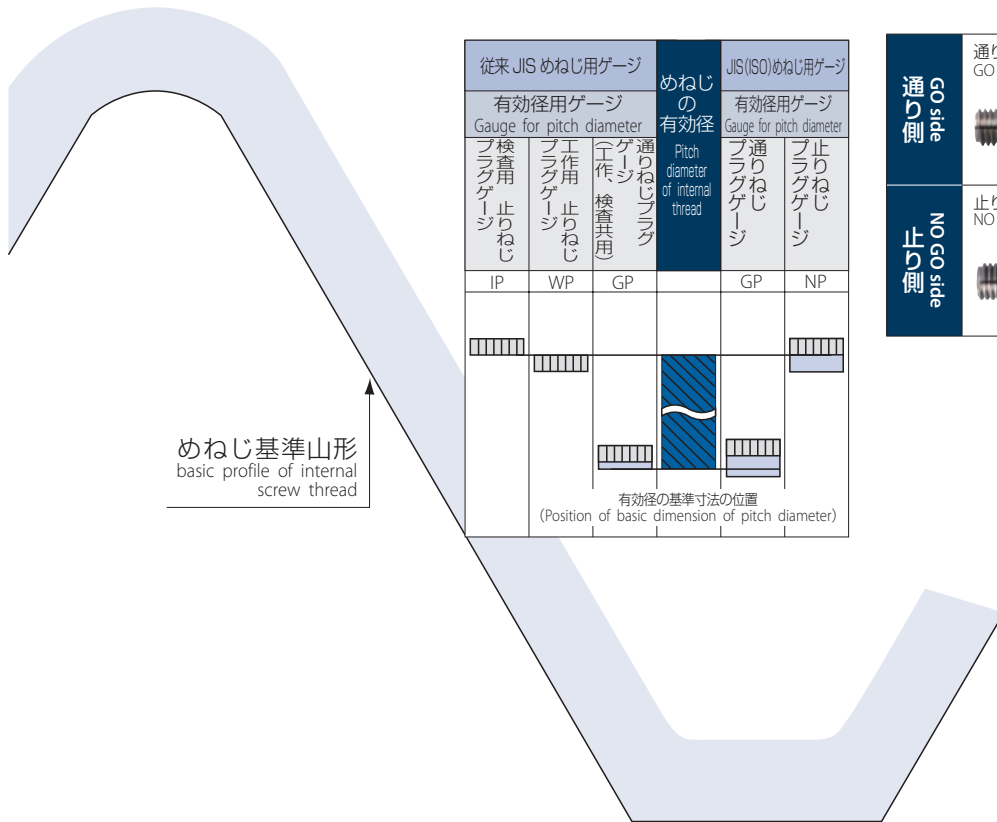 従来 JIS めねじ用ゲージ
めねじ
の
有効径
Pitch
diameter
of internal
thread
JIS(ISO)めねじ用ゲージ
有効径用ゲージ
Gauge for pitch diameter
有効径用ゲージ
Gauge for pitch diameter
検査用 止りねじ
プラグゲージ
工作用 止りねじ
プラグゲージ
通りねじプラグ
ゲージ
(工作、検査共用)
通りねじ
プラグゲージ
止りねじ
プラグゲージ
IP
WP
GP
GP
NP
有効径の基準寸法の位置
(Position of basic dimension of pitch diameter)
めねじ基準山形
basic profile of internal
screw thread
GO side
通り側
通り
GO
NO GO side
止り側
止り
NO